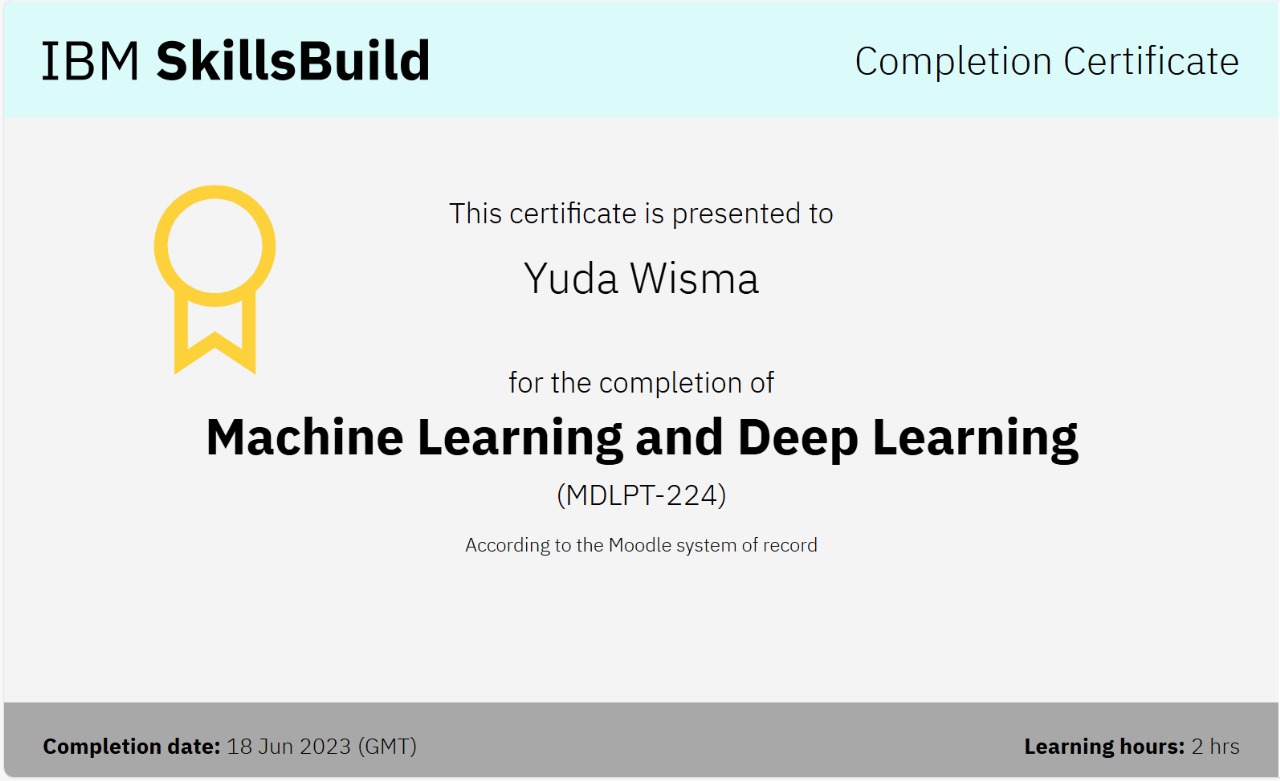 IBM SkillsBuild
Completion Certificate
This certificate is presented to
Yuda Wisma
for the completion of
Machine Learning and Deep Learning
(MDLPT-224)
According to the Moodle system of record
Completion date: 18 Jun 2023 (GMT)
Learning hours: 2 hrs